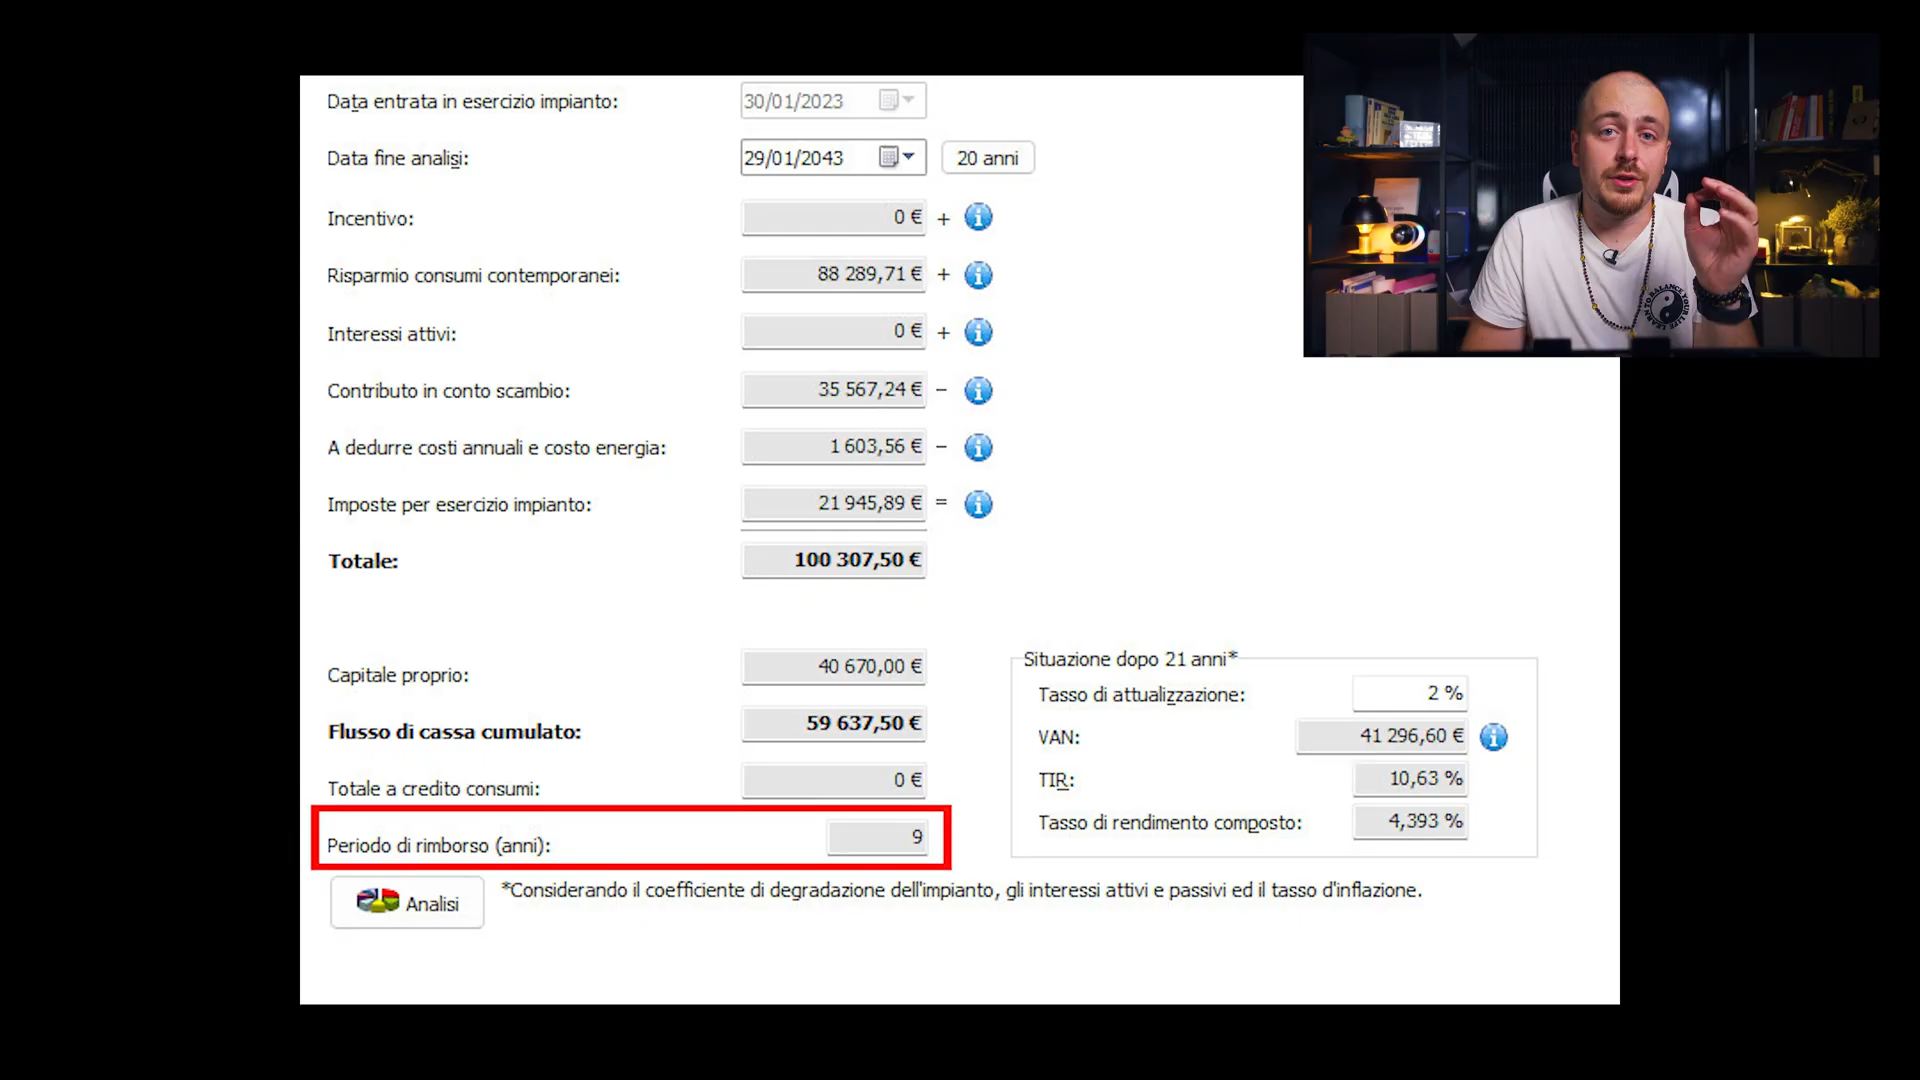 Data entrata in esercizio impianto: 30/01/2023
Data fine analisi: 29/01/2043 20 anni
Incentivo: 0 € +
Risparmio consumi contemporanei: 88 289,71 € +
Interessi attivi: 0 € +
Contributo in conto scambio: 35 567,24 € −
A dedurre costi annuali e costo energia: 1 603,56 € −
Imposte per esercizio impianto: 21 945,89 € =
Totale: 100 307,50 €
Capitale proprio: 40 670,00 €
Flusso di cassa cumulato: 59 637,50 €
Totale a credito consumi: 0 €
Periodo di rimborso (anni): 9
Situazione dopo 21 anni*
Tasso di attualizzazione: 2 %
VAN: 41 296,60 €
TIR: 10,63 %
Tasso di rendimento composto: 4,393 %
Analisi
*Considerando il coefficiente di degradazione dell'impianto, gli interessi attivi e passivi ed il tasso d'inflazione.
LEARN TO BALANCE YOUR LIFE